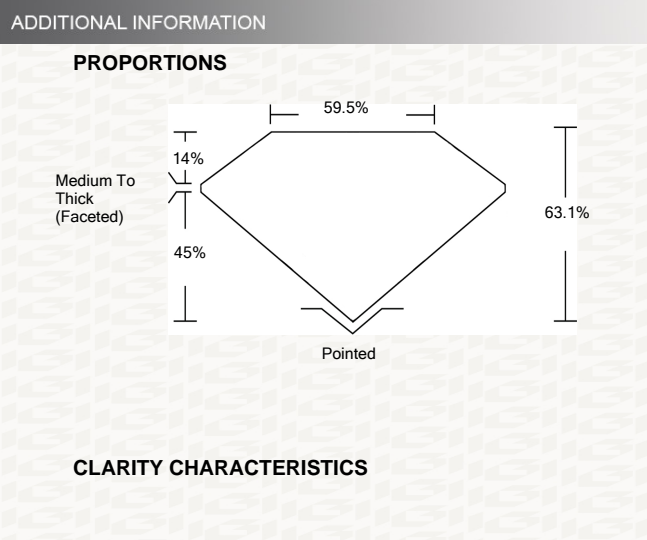 ADDITIONAL INFORMATION
PROPORTIONS
59.5%
14%
Medium To
Thick
(Faceted)
63.1%
45%
Pointed
CLARITY CHARACTERISTICS